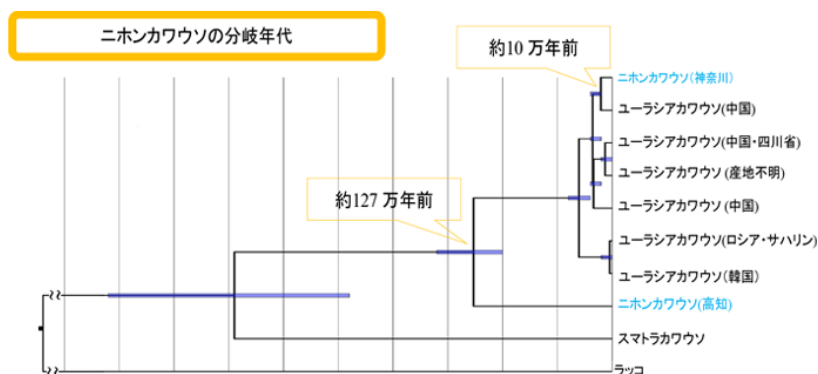 ニホンカワウソの分岐年代
約10 万年前
ニホンカワウソ(神奈川)
ユーラシアカワウソ(中国)
ユーラシアカワウソ(中国・四川省)
ユーラシアカワウソ(産地不明)
約127 万年前
ユーラシアカワウソ(中国)
ユーラシアカワウソ(ロシア・サハリン)
ユーラシアカワウソ(韓国)
ニホンカワウソ(高知)
スマトラカワウソ
ラッコ